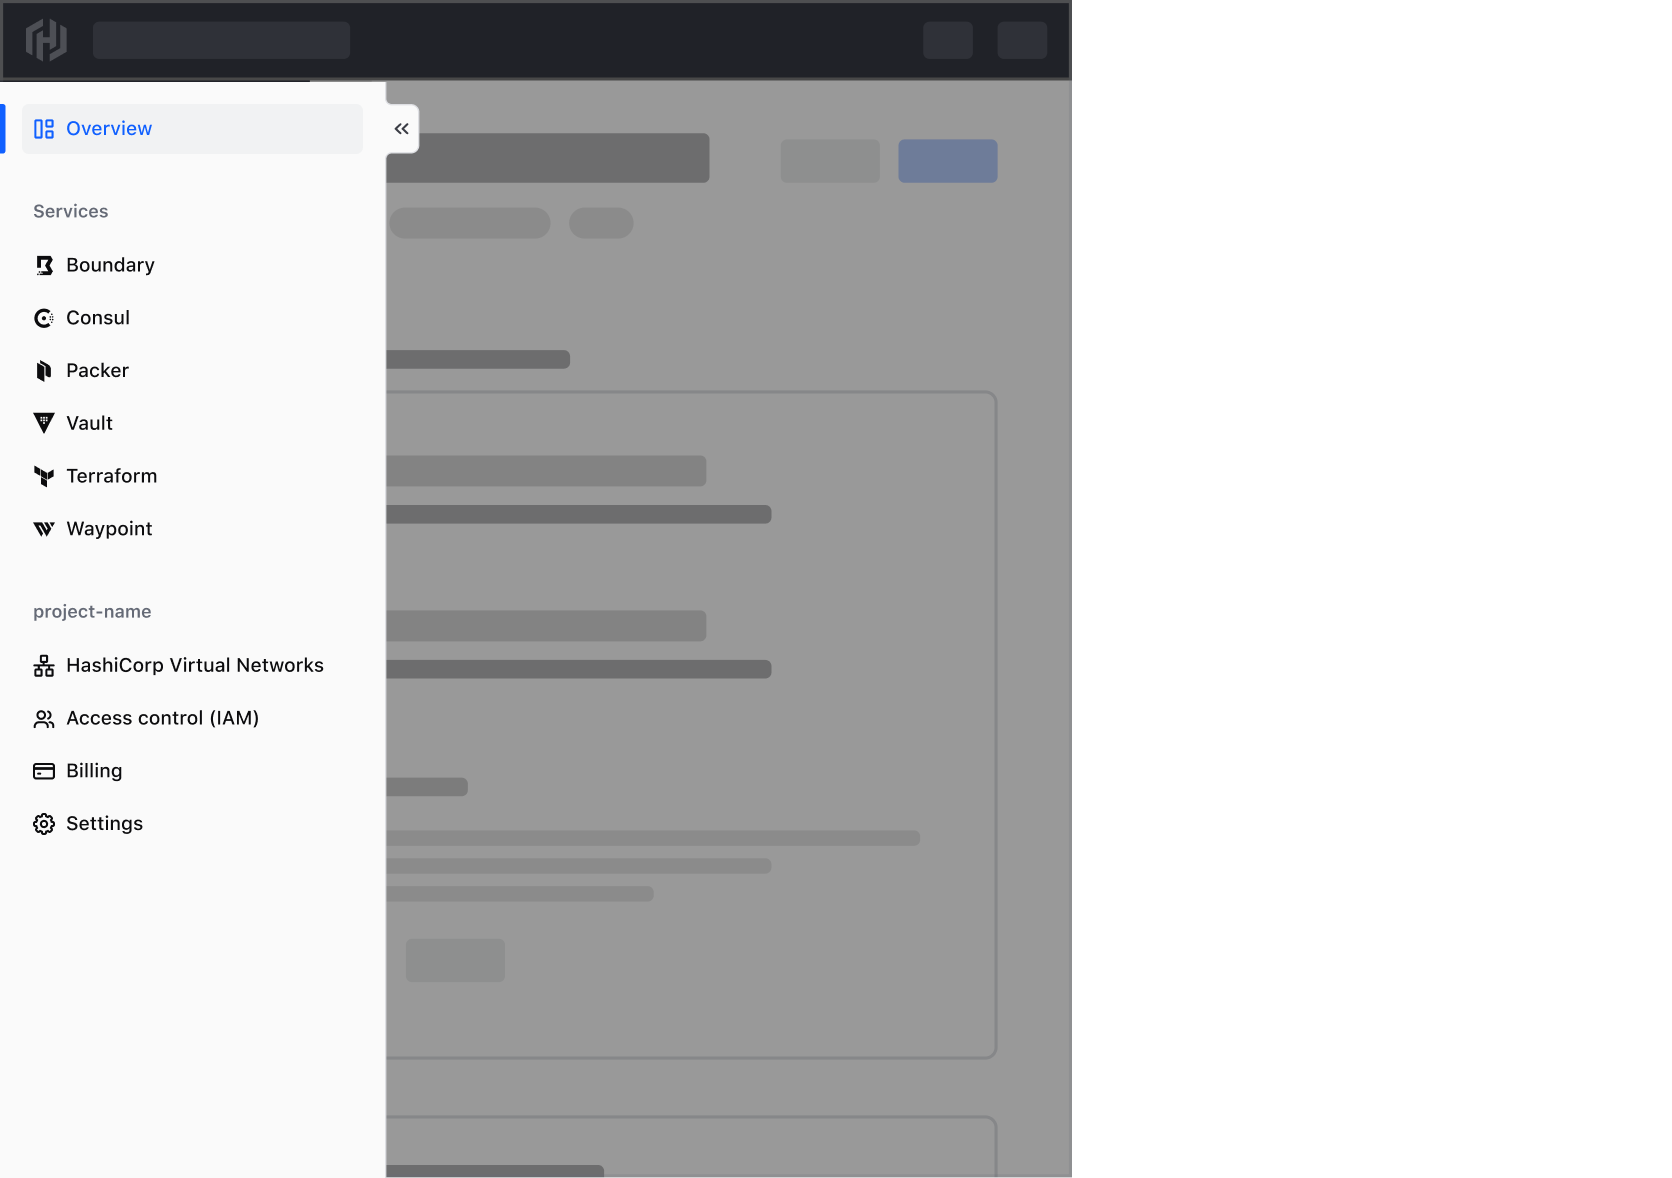 Overview
Services
Boundary
Consul
Packer
Vault
Terraform
Waypoint
project-name
HashiCorp Virtual Networks
Access control (IAM)
Billing
Settings